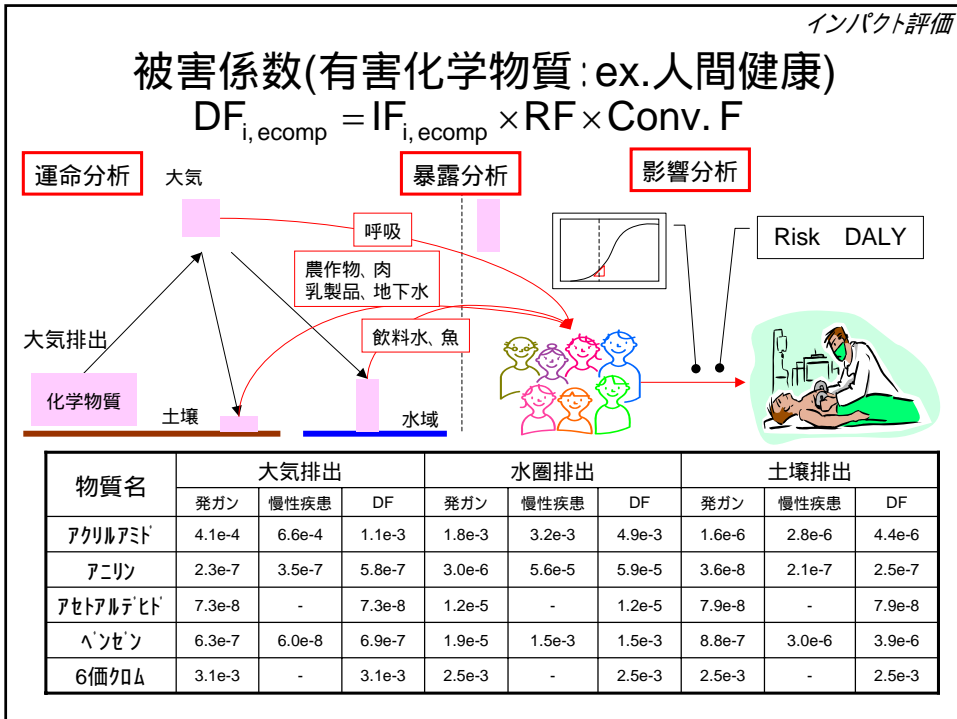 インパクト評価
被害係数(有害化学物質:ex.人間健康)
DFi, ecomp = IFi, ecomp × RF × Conv. F
運命分析 大気 暴露分析 影響分析
呼吸
Risk DALY
農作物、肉
乳製品、地下水
大気排出
飲料水、魚
化学物質
土壌 水域
物質名 大気排出 水圏排出 土壌排出
発ガン 慢性疾患 DF 発ガン 慢性疾患 DF 発ガン 慢性疾患 DF
アクリルアミド 4.1e-4 6.6e-4 1.1e-3 1.8e-3 3.2e-3 4.9e-3 1.6e-6 2.8e-6 4.4e-6
アニリン 2.3e-7 3.5e-7 5.8e-7 3.0e-6 5.6e-5 5.9e-5 3.6e-8 2.1e-7 2.5e-7
アセトアルデヒド 7.3e-8 - 7.3e-8 1.2e-5 - 1.2e-5 7.9e-8 - 7.9e-8
ベンゼン 6.3e-7 6.0e-8 6.9e-7 1.9e-5 1.5e-3 1.5e-3 8.8e-7 3.0e-6 3.9e-6
6価クロム 3.1e-3 - 3.1e-3 2.5e-3 - 2.5e-3 2.5e-3 - 2.5e-3